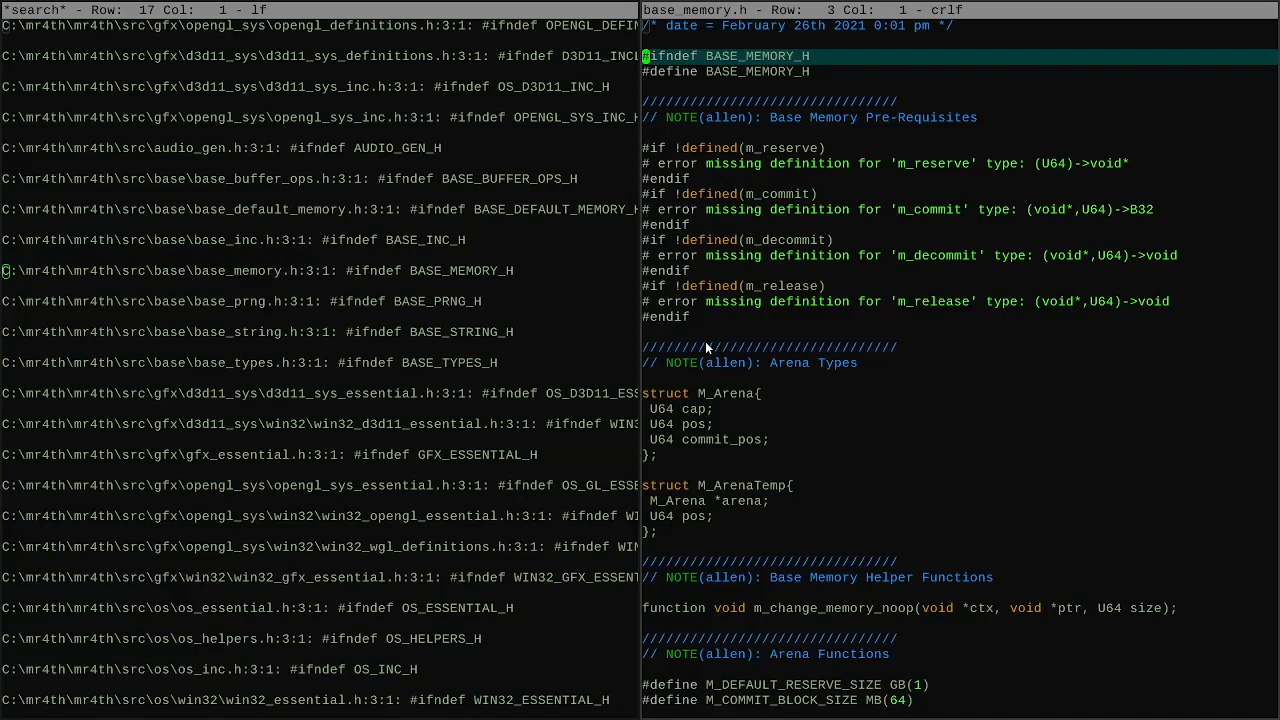 *search* - Row:  17 Col:   1 - lf
C:\mr4th\mr4th\src\gfx\opengl_sys\opengl_definitions.h:3:1: #ifndef OPENGL_DEFIN
C:\mr4th\mr4th\src\gfx\d3d11_sys\d3d11_sys_definitions.h:3:1: #ifndef D3D11_INCL
C:\mr4th\mr4th\src\gfx\d3d11_sys\d3d11_sys_inc.h:3:1: #ifndef OS_D3D11_INC_H
C:\mr4th\mr4th\src\gfx\opengl_sys\opengl_sys_inc.h:3:1: #ifndef OPENGL_SYS_INC_H
C:\mr4th\mr4th\src\audio_gen.h:3:1: #ifndef AUDIO_GEN_H
C:\mr4th\mr4th\src\base\base_buffer_ops.h:3:1: #ifndef BASE_BUFFER_OPS_H
C:\mr4th\mr4th\src\base\base_default_memory.h:3:1: #ifndef BASE_DEFAULT_MEMORY_H
C:\mr4th\mr4th\src\base\base_inc.h:3:1: #ifndef BASE_INC_H
C:\mr4th\mr4th\src\base\base_memory.h:3:1: #ifndef BASE_MEMORY_H
C:\mr4th\mr4th\src\base\base_prng.h:3:1: #ifndef BASE_PRNG_H
C:\mr4th\mr4th\src\base\base_string.h:3:1: #ifndef BASE_STRING_H
C:\mr4th\mr4th\src\base\base_types.h:3:1: #ifndef BASE_TYPES_H
C:\mr4th\mr4th\src\gfx\d3d11_sys\d3d11_sys_essential.h:3:1: #ifndef OS_D3D11_ESS
C:\mr4th\mr4th\src\gfx\d3d11_sys\win32\win32_d3d11_essential.h:3:1: #ifndef WIN3
C:\mr4th\mr4th\src\gfx\gfx_essential.h:3:1: #ifndef GFX_ESSENTIAL_H
C:\mr4th\mr4th\src\gfx\opengl_sys\opengl_sys_essential.h:3:1: #ifndef OS_GL_ESSE
C:\mr4th\mr4th\src\gfx\opengl_sys\win32\win32_opengl_essential.h:3:1: #ifndef WI
C:\mr4th\mr4th\src\gfx\opengl_sys\win32\win32_wgl_definitions.h:3:1: #ifndef WIN
C:\mr4th\mr4th\src\gfx\win32\win32_gfx_essential.h:3:1: #ifndef WIN32_GFX_ESSENT
C:\mr4th\mr4th\src\os\os_essential.h:3:1: #ifndef OS_ESSENTIAL_H
C:\mr4th\mr4th\src\os\os_helpers.h:3:1: #ifndef OS_HELPERS_H
C:\mr4th\mr4th\src\os\os_inc.h:3:1: #ifndef OS_INC_H
C:\mr4th\mr4th\src\os\win32\win32_essential.h:3:1: #ifndef WIN32_ESSENTIAL_H
base_memory.h - Row:   3 Col:   1 - crlf
/* date = February 26th 2021 0:01 pm */
#ifndef BASE_MEMORY_H
#define BASE_MEMORY_H
////////////////////////////////
// NOTE(allen): Base Memory Pre-Requisites
#if !defined(m_reserve)
# error missing definition for 'm_reserve' type: (U64)->void*
#endif
#if !defined(m_commit)
# error missing definition for 'm_commit' type: (void*,U64)->B32
#endif
#if !defined(m_decommit)
# error missing definition for 'm_decommit' type: (void*,U64)->void
#endif
#if !defined(m_release)
# error missing definition for 'm_release' type: (void*,U64)->void
#endif
////////////////////////////////
// NOTE(allen): Arena Types
struct M_Arena{
 U64 cap;
 U64 pos;
 U64 commit_pos;
};
struct M_ArenaTemp{
 M_Arena *arena;
 U64 pos;
};
////////////////////////////////
// NOTE(allen): Base Memory Helper Functions
function void m_change_memory_noop(void *ctx, void *ptr, U64 size);
////////////////////////////////
// NOTE(allen): Arena Functions
#define M_DEFAULT_RESERVE_SIZE GB(1)
#define M_COMMIT_BLOCK_SIZE MB(64)